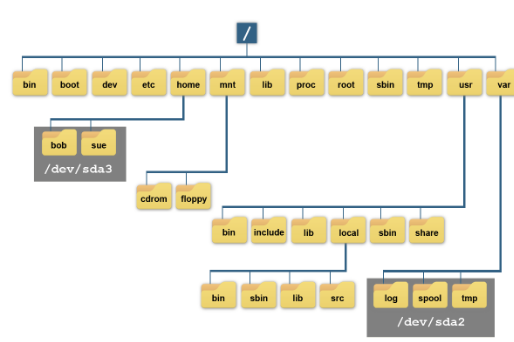 /
bin boot dev etc home mnt lib proc root sbin tmp usr var
bob sue
/dev/sda3
cdrom floppy
bin include lib local sbin share
bin sbin lib src
log spool tmp
/dev/sda2